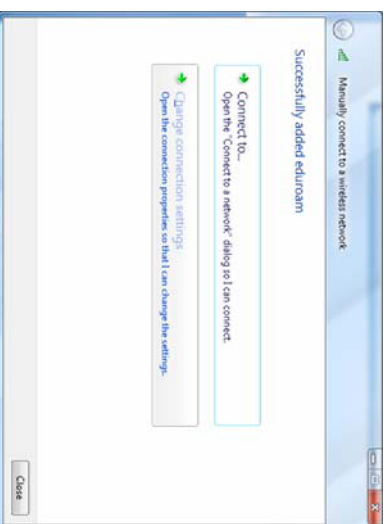 Manually connect to a wireless network
Successfully added eduroam
Connect to...
Open the "Connect to a network" dialog so I can connect.
Change connection settings
Open the connection properties so that I can change the settings.
Close